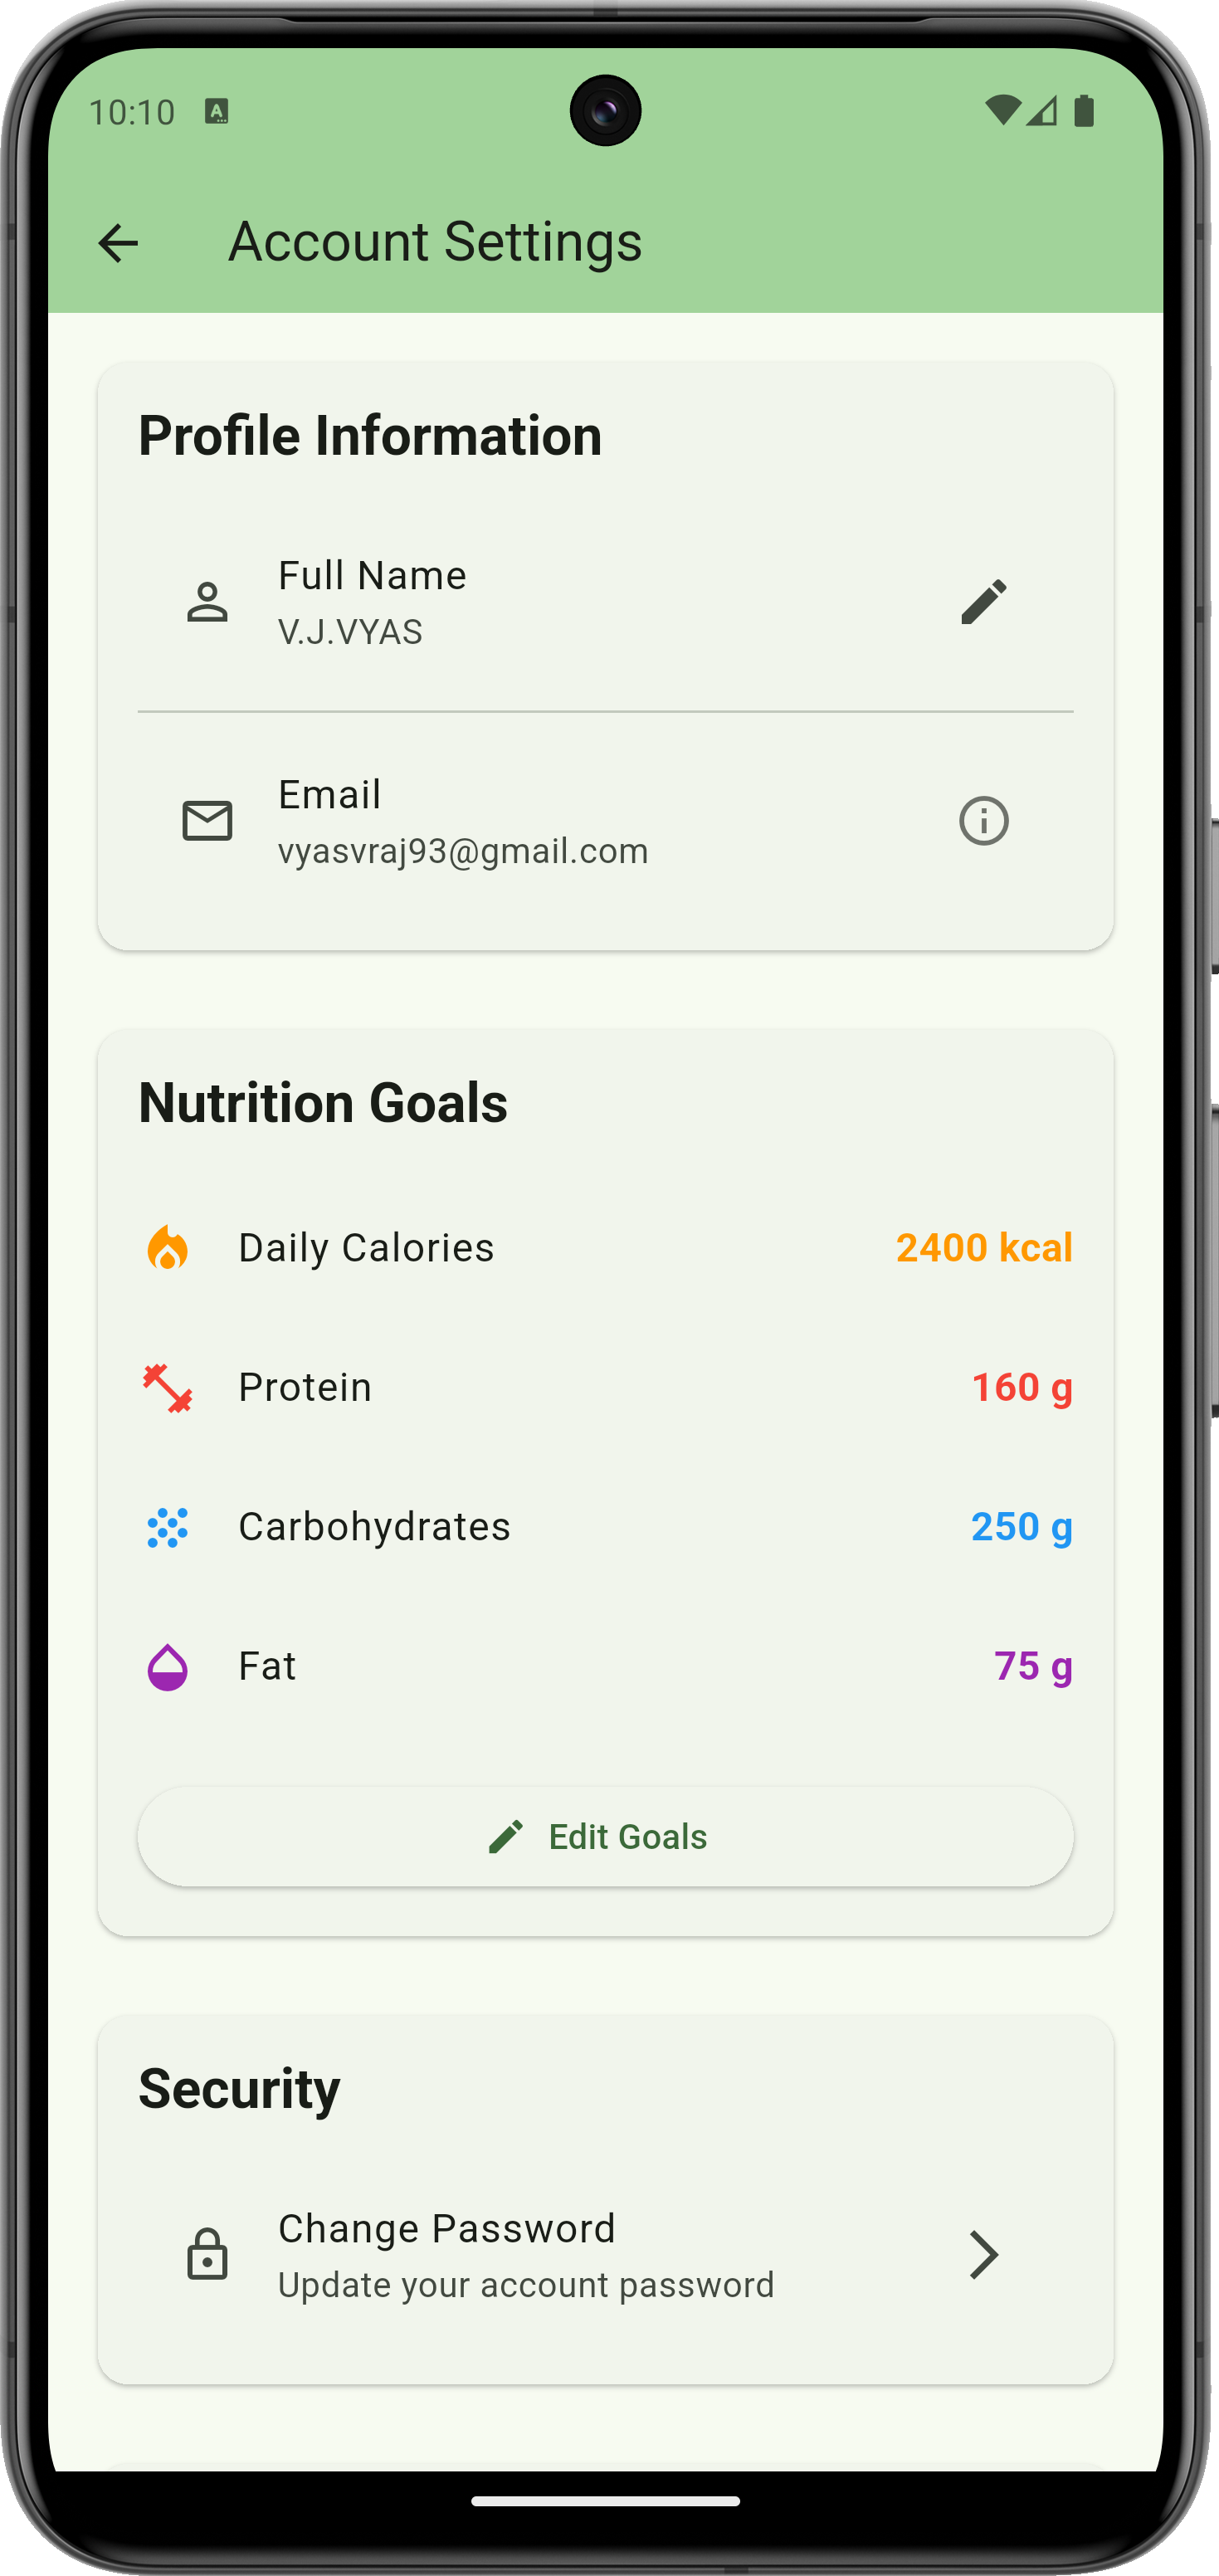 10:10
Account Settings
Profile Information
Full Name
V.J.VYAS
Email
vyasvraj93@gmail.com
Nutrition Goals
Daily Calories 2400 kcal
Protein 160 g
Carbohydrates 250 g
Fat 75 g
Edit Goals
Security
Change Password
Update your account password